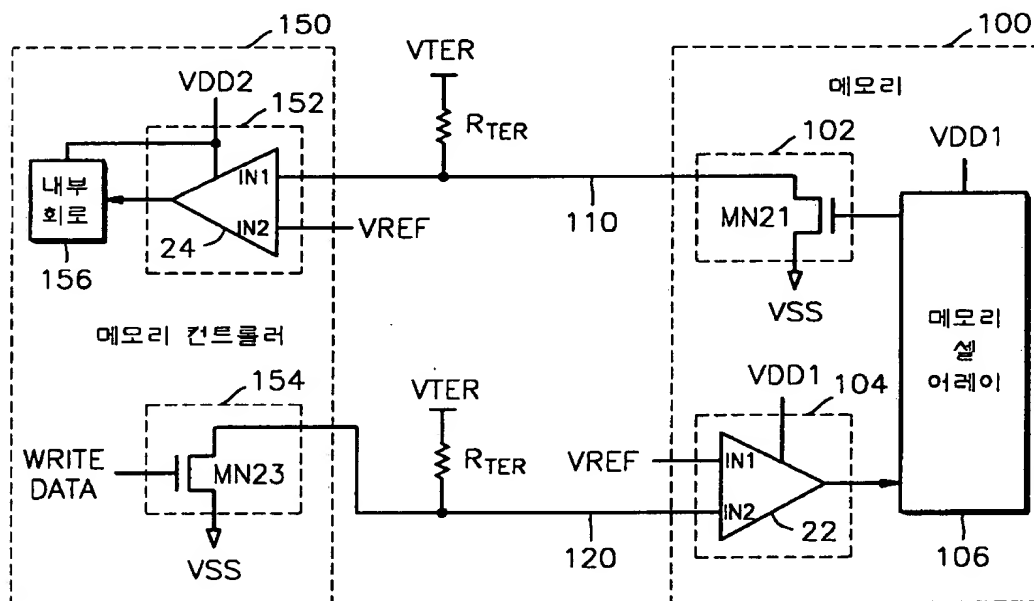 150
100
VTER
VDD2
152
R_TER
메모리
102
VDD1
내부
회로
IN1
IN2
24
VREF
110
MN21
156
VSS
메모리 컨트롤러
메모리
셀
어레이
154
VTER
VDD1
104
WRITE
DATA
MN23
R_TER
VREF
IN1
IN2
22
VSS
120
106